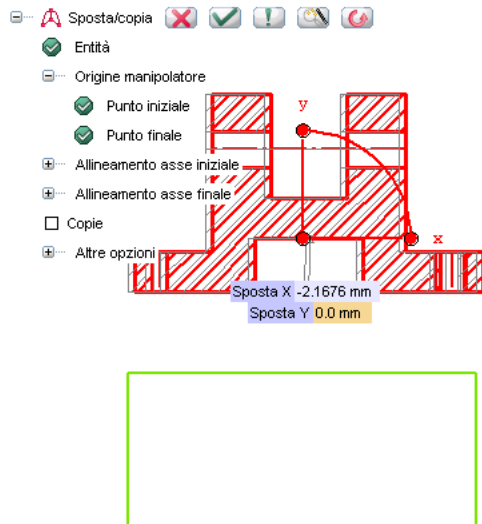 Sposta/copia
Entità
Origine manipolatore
Punto iniziale
y
Punto finale
Allineamento asse iniziale
Allineamento asse finale
Copie
x
Altre opzioni
Sposta X -2.1676 mm
Sposta Y 0.0 mm